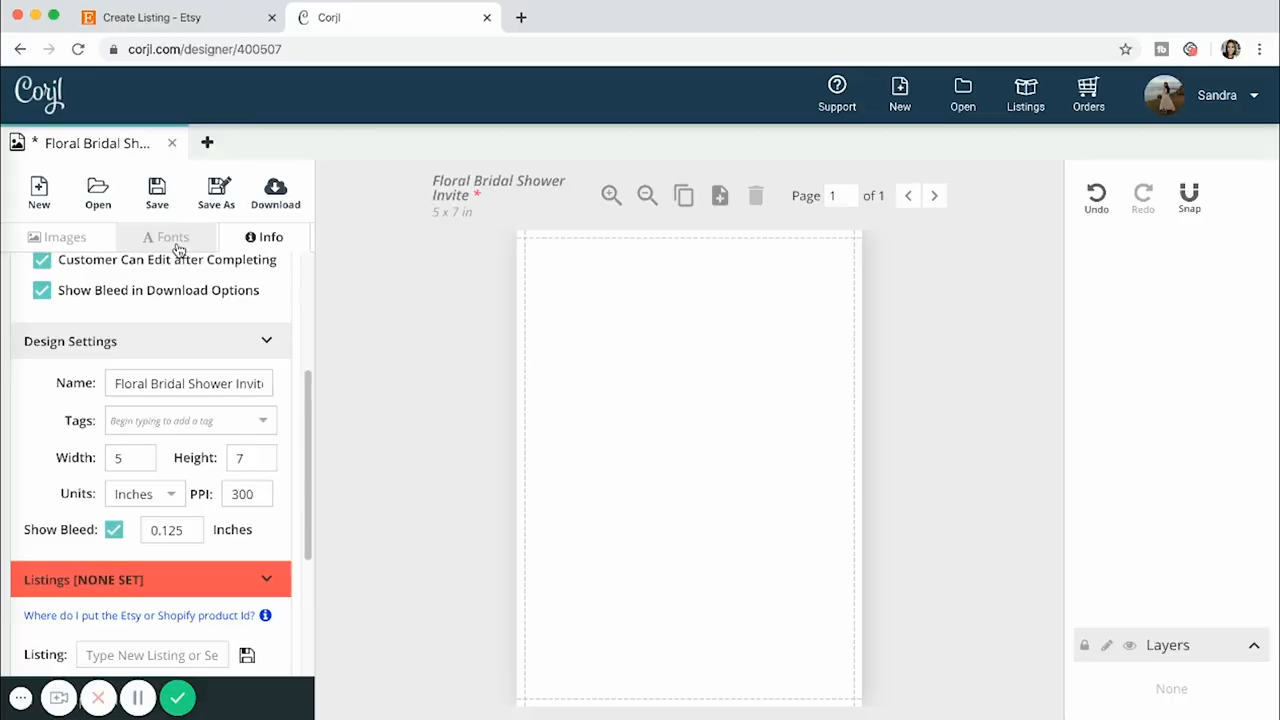 Create Listing - Etsy
Corjl
corjl.com/designer/400507
Corjl
Support
New
Open
Listings
Orders
Sandra
* Floral Bridal Sh...
New
Open
Save
Save As
Download
Images
Fonts
Info
Customer Can Edit after Completing
Show Bleed in Download Options
Design Settings
Name: Floral Bridal Shower Invit
Tags: Begin typing to add a tag
Width: 5 Height: 7
Units: Inches PPI: 300
Show Bleed: 0.125 Inches
Listings [NONE SET]
Where do I put the Etsy or Shopify product Id?
Listing: Type New Listing or Se
Floral Bridal Shower
Invite *
5 x 7 in
Page 1 of 1
Undo
Redo
Snap
Layers
None